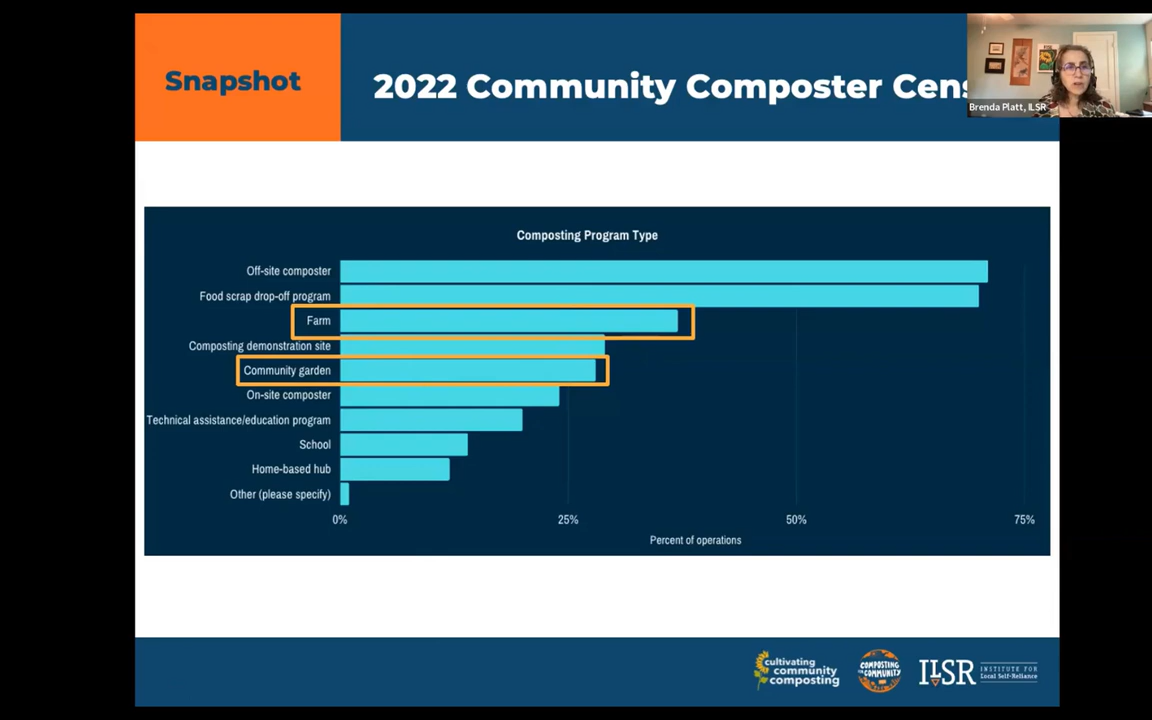 Snapshot
2022 Community Composter Cens
Brenda Platt, ILSR
Composting Program Type
Off-site composter
Food scrap drop-off program
Farm
Composting demonstration site
Community garden
On-site composter
Technical assistance/education program
School
Home-based hub
Other (please specify)
0%
25%
50%
75%
Percent of operations
cultivating
community
composting
COMPOSTING
COMMUNITY
ILSR
INSTITUTE FOR
Local Self-Reliance